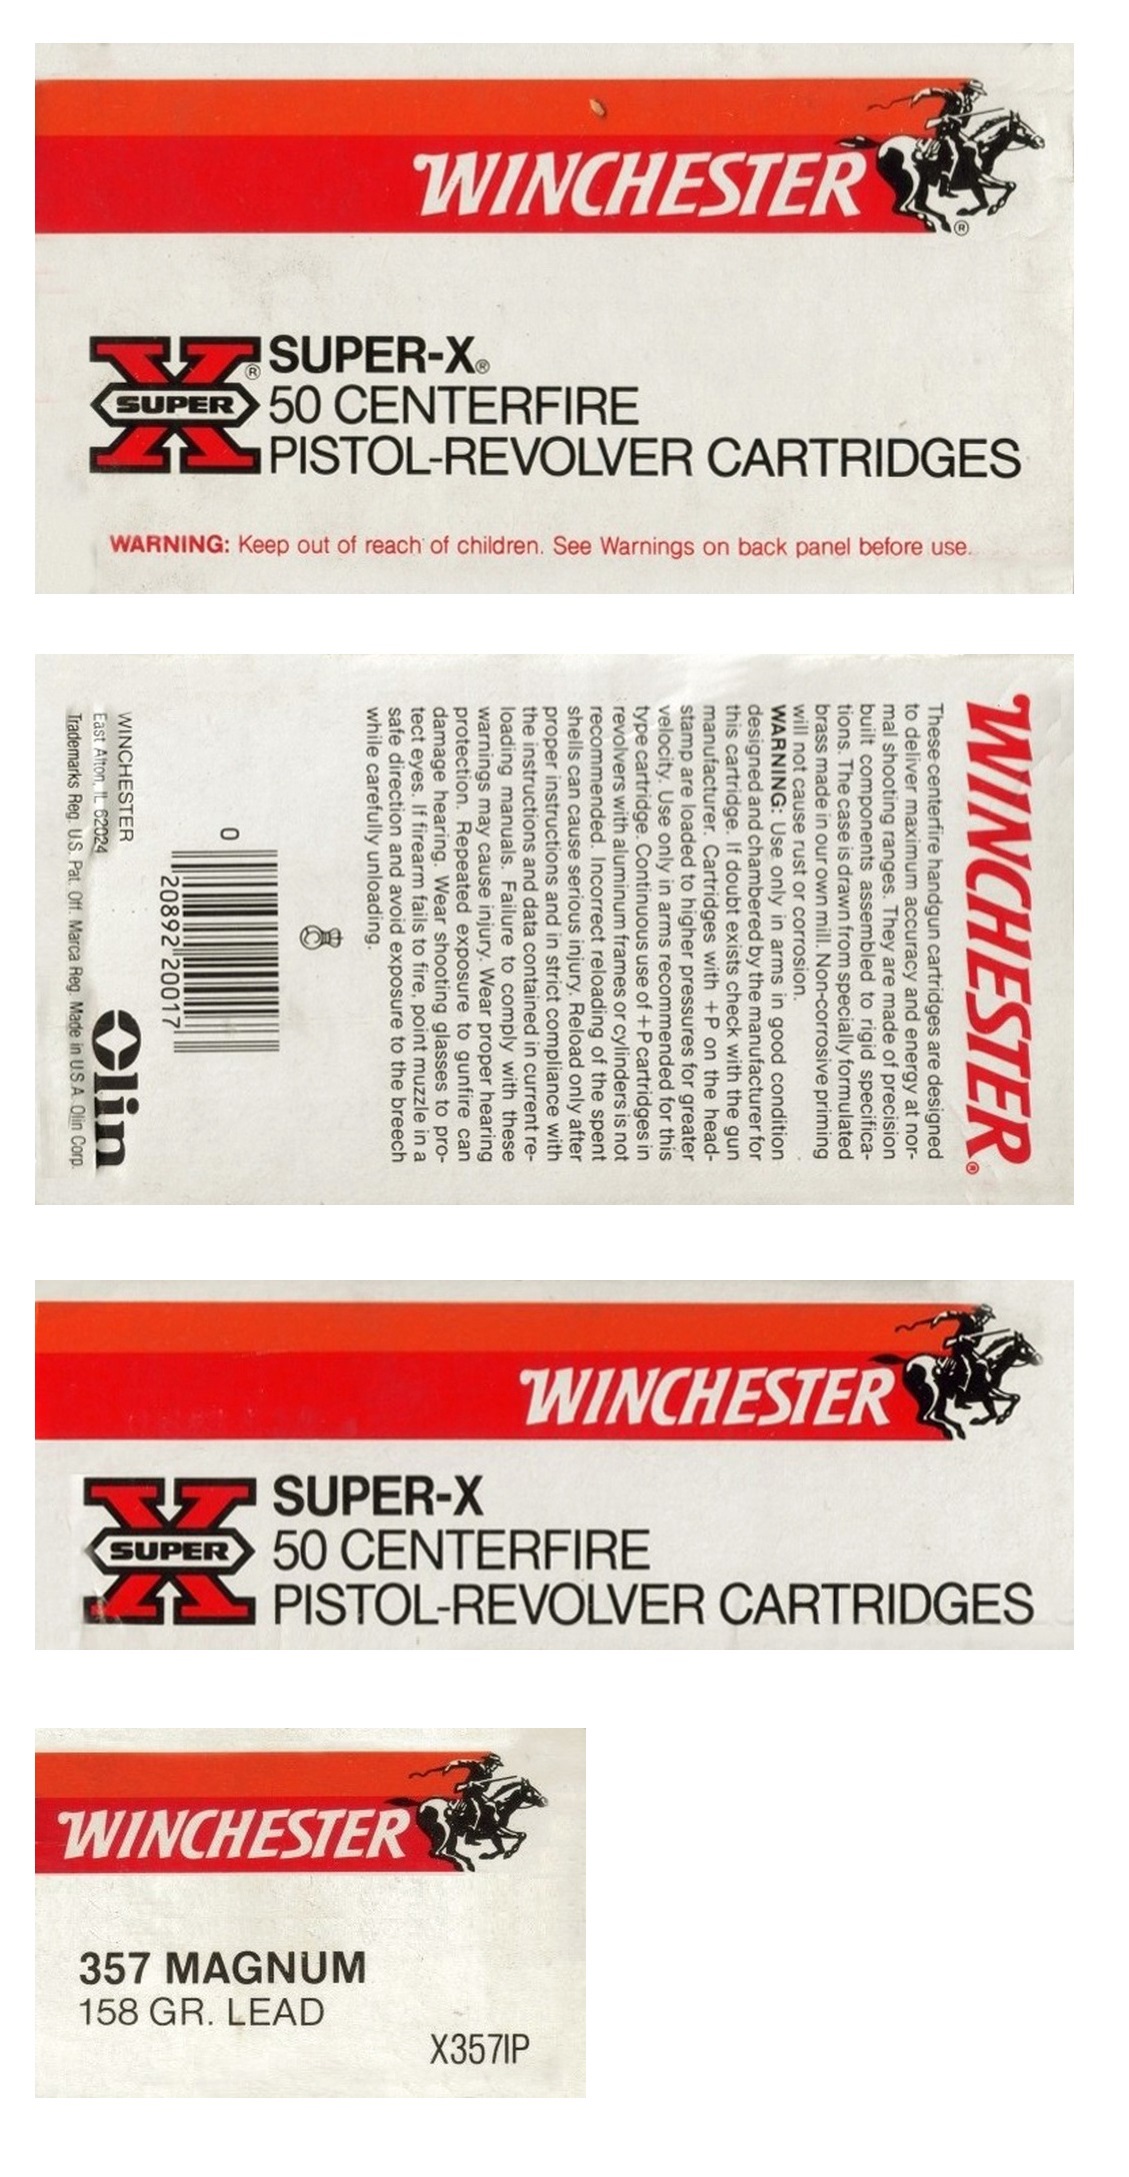 WINCHESTER
®
SUPER
®
SUPER-X®
50 CENTERFIRE
PISTOL-REVOLVER CARTRIDGES
WARNING: Keep out of reach of children. See Warnings on back panel before use.
WINCHESTER®
These centerfire handgun cartridges are designed
to deliver maximum accuracy and energy at nor-
mal shooting ranges. They are made of precision
built components assembled to rigid specifica-
tions. The case is drawn from specially formulated
brass made in our own mill. Non-corrosive priming
will not cause rust or corrosion.
WARNING: Use only in arms in good condition
designed and chambered by the manufacturer for
this cartridge. If doubt exists check with the gun
manufacturer. Cartridges with +P on the head-
stamp are loaded to higher pressures for greater
velocity. Use only in arms recommended for this
type cartridge. Continuous use of +P cartridges in
revolvers with aluminum frames or cylinders is not
recommended. Incorrect reloading of the spent
shells can cause serious injury. Reload only after
proper instructions and in strict compliance with
the instructions and data contained in current re-
loading manuals. Failure to comply with these
warnings may cause injury. Wear proper hearing
protection. Repeated exposure to gunfire can
damage hearing. Wear shooting glasses to pro-
tect eyes. If firearm fails to fire, point muzzle in a
safe direction and avoid exposure to the breech
while carefully unloading.
0
20892 20017
WINCHESTER
East Alton, IL 62024
Trademarks Reg. U.S. Pat. Off. Marca Reg. Made in U.S.A. Olin Corp.
Olin
WINCHESTER
SUPER
SUPER-X
50 CENTERFIRE
PISTOL-REVOLVER CARTRIDGES
WINCHESTER
357 MAGNUM
158 GR. LEAD
X3571P